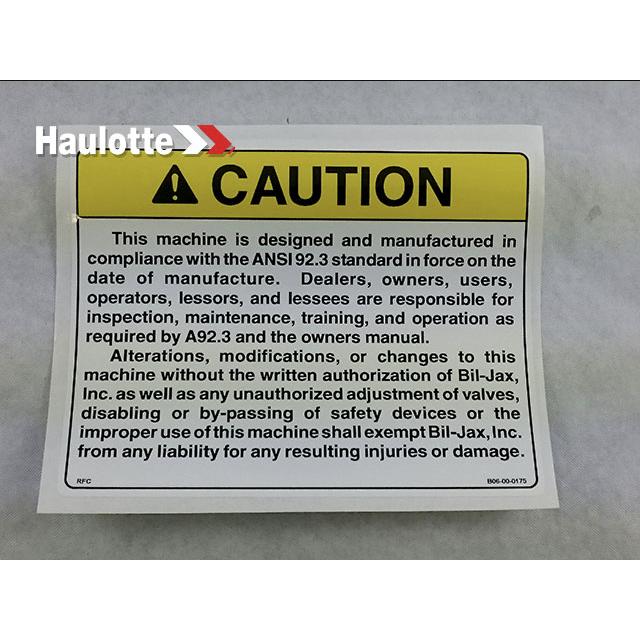 Haulotte
CAUTION
This machine is designed and manufactured in
compliance with the ANSI 92.3 standard in force on the
date of manufacture. Dealers, owners, users,
operators, lessors, and lessees are responsible for
inspection, maintenance, training, and operation as
required by A92.3 and the owners manual.
Alterations, modifications, or changes to this
machine without the written authorization of Bil-Jax,
Inc. as well as any unauthorized adjustment of valves,
disabling or by-passing of safety devices or the
improper use of this machine shall exempt Bil-Jax, Inc.
from any liability for any resulting injuries or damage.
RFC B06-00-0175